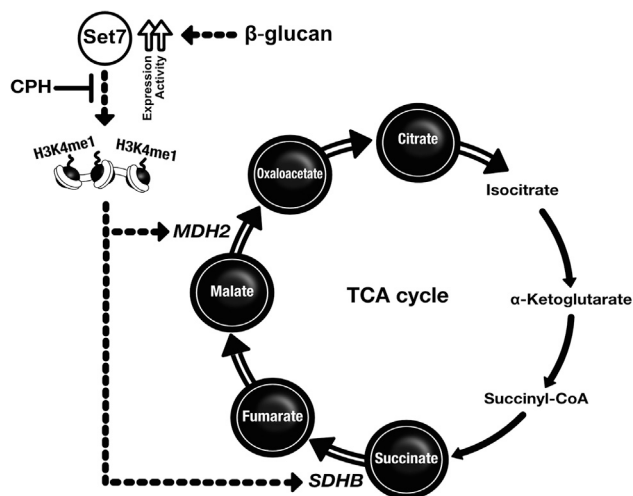 Set7
Expression
Activity
β-glucan
CPH
H3K4me1
H3K4me1
MDH2
SDHB
TCA cycle
Citrate
Isocitrate
α-Ketoglutarate
Succinyl-CoA
Succinate
Fumarate
Malate
Oxaloacetate